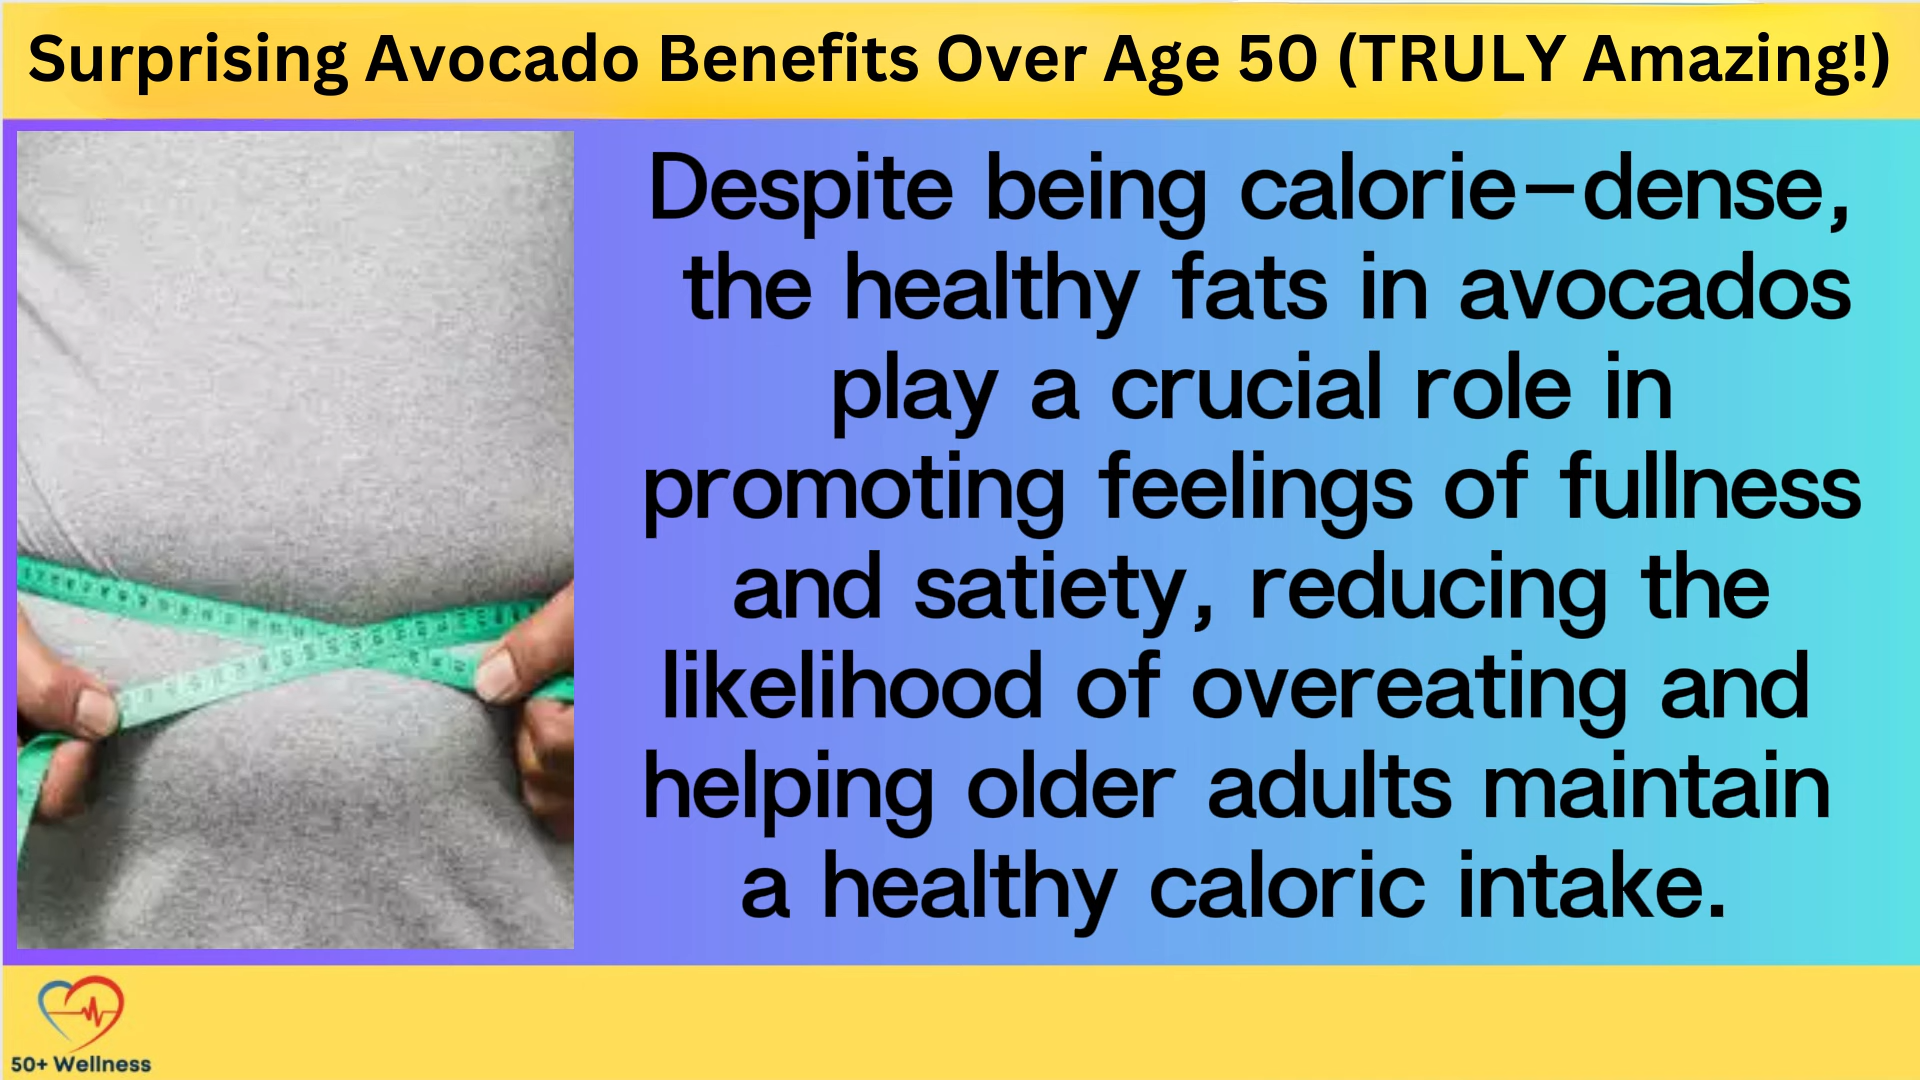 Surprising Avocado Benefits Over Age 50 (TRULY Amazing!)
Despite being calorie-dense,
the healthy fats in avocados
play a crucial role in
promoting feelings of fullness
and satiety, reducing the
likelihood of overeating and
helping older adults maintain
a healthy caloric intake.
50+ Wellness